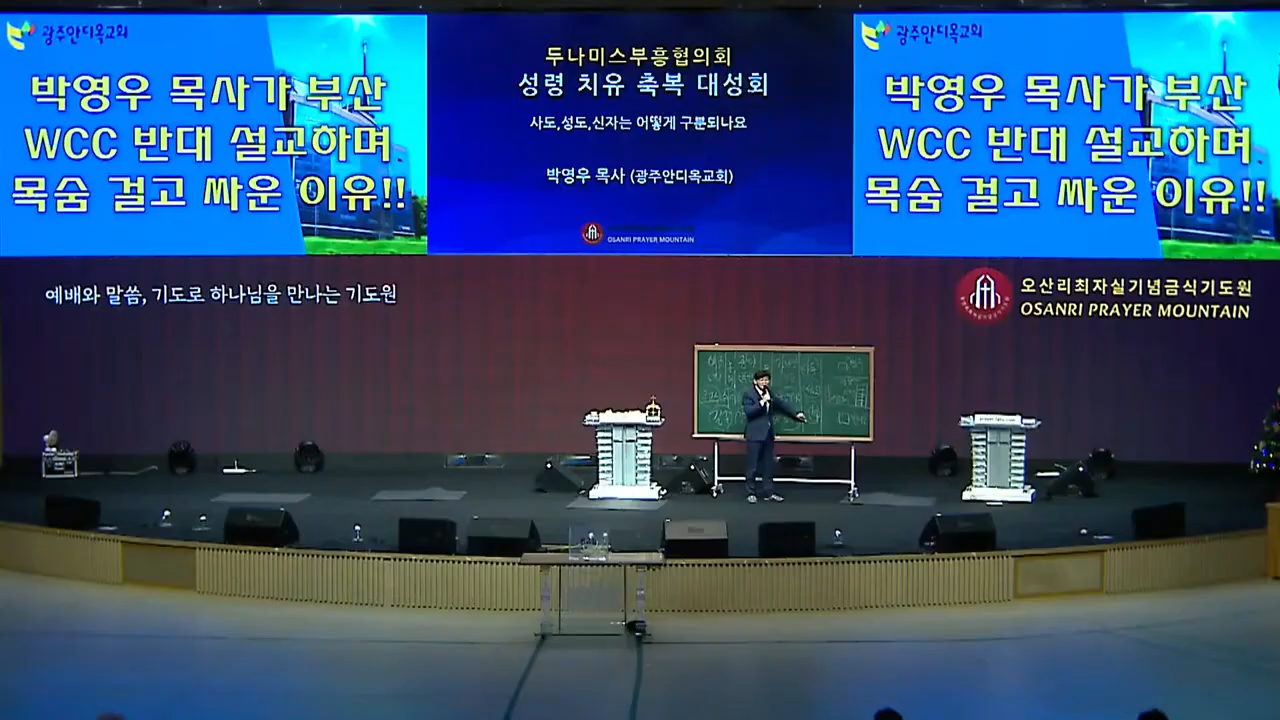 광주안디옥교회
박영우 목사가 부산
WCC 반대 설교하며
목숨 걸고 싸운 이유!!
두나미스부흥협의회
성령 치유 축복 대성회
사도,성도,신자는 어떻게 구분되나요
박영우 목사 (광주안디옥교회)
OSANRI PRAYER MOUNTAIN
광주안디옥교회
박영우 목사가 부산
WCC 반대 설교하며
목숨 걸고 싸운 이유!!
예배와 말씀, 기도로 하나님을 만나는 기도원
오산리최자실기념금식기도원
OSANRI PRAYER MOUNTAIN